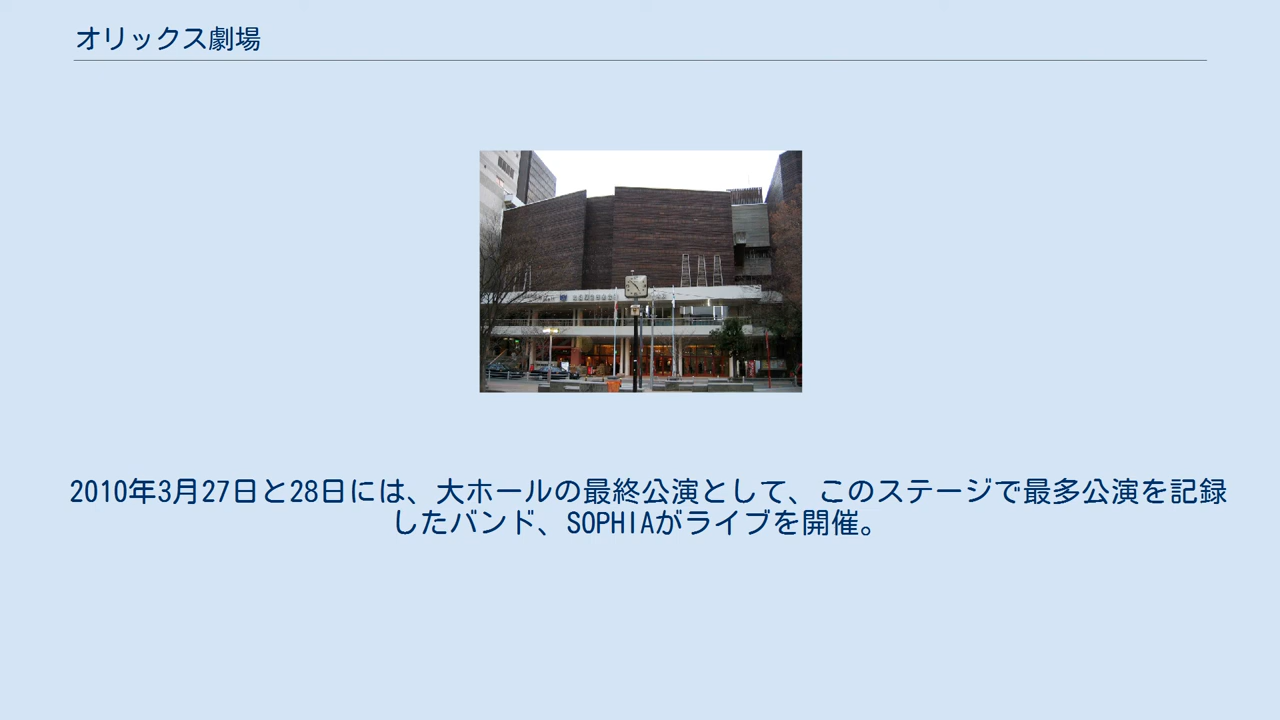 オリックス劇場
2010年3月27日と28日には、大ホールの最終公演として、このステージで最多公演を記録
したバンド、SOPHIAがライブを開催。